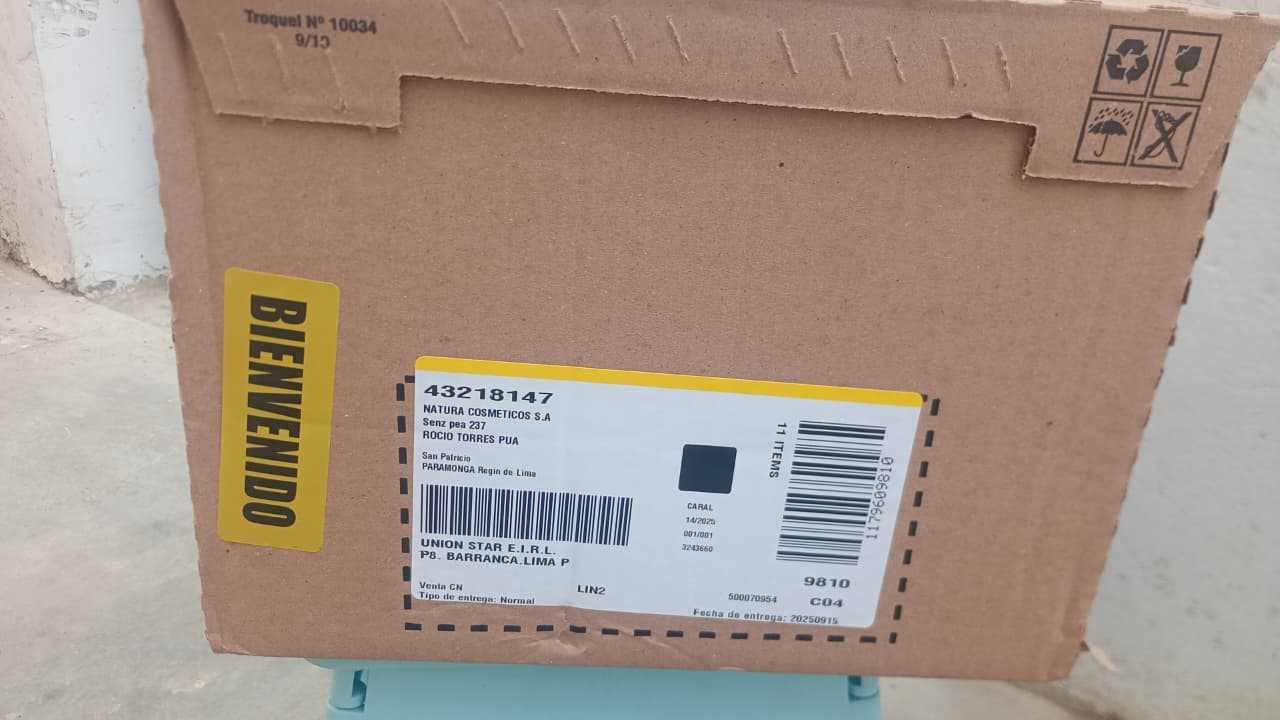 Troquel Nº 10034
9/13
BIENVENIDO
43218147
NATURA COSMETICOS S.A
Senz pea 237
ROCIO TORRES PUA
San Patricio
PARAMONGA Regin de Lima
UNION STAR E.I.R.L.
P8. BARRANCA.LIMA P
Venta CN
Tipo de entrega: Normal
LIN2
CARAL
14/2025
001/001
3243660
11 ITEMS
1179609810
9810
500070954
C04
Fecha de entrega: 20250915